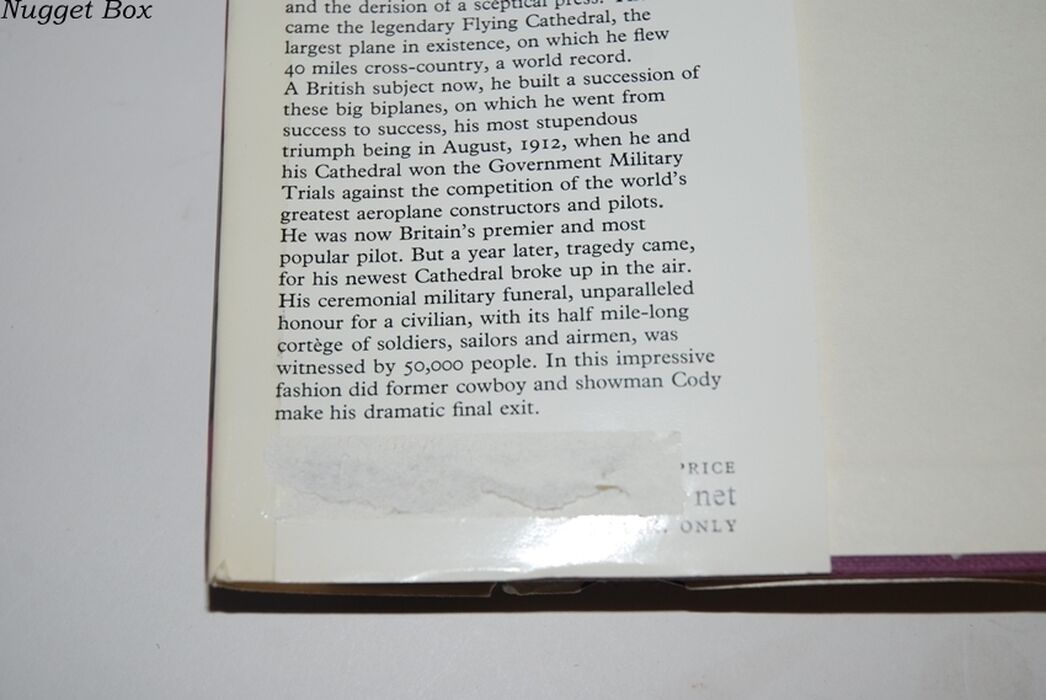 Nugget Box
and the derision of a sceptical press.
came the legendary Flying Cathedral, the
largest plane in existence, on which he flew
40 miles cross-country, a world record.
A British subject now, he built a succession of
these big biplanes, on which he went from
success to success, his most stupendous
triumph being in August, 1912, when he and
his Cathedral won the Government Military
Trials against the competition of the world's
greatest aeroplane constructors and pilots.
He was now Britain's premier and most
popular pilot. But a year later, tragedy came,
for his newest Cathedral broke up in the air.
His ceremonial military funeral, unparalleled
honour for a civilian, with its half mile-long
cortège of soldiers, sailors and airmen, was
witnessed by 50,000 people. In this impressive
fashion did former cowboy and showman Cody
make his dramatic final exit.
PRICE
net
ONLY